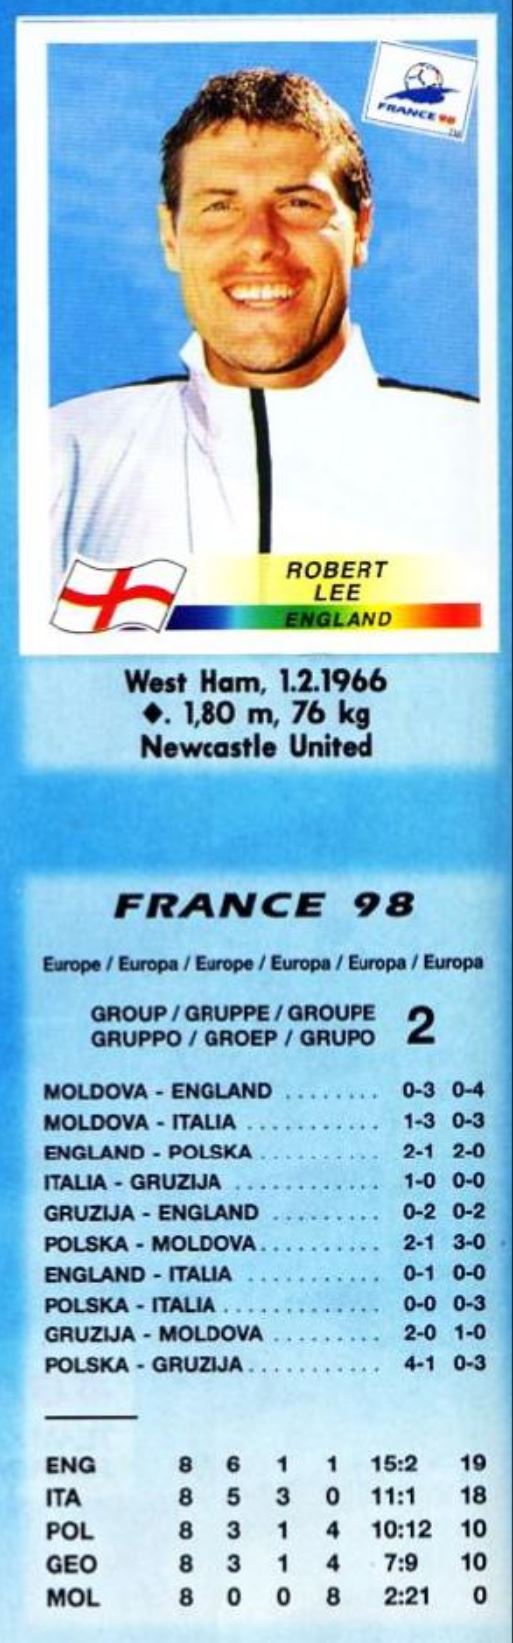 FRANCE 98
ROBERT
LEE
ENGLAND
West Ham, 1.2.1966
◆. 1,80 m, 76 kg
Newcastle United
FRANCE 98
Europe / Europa / Europe / Europa / Europa / Europa
GROUP / GRUPPE / GROUPE
GRUPPO / GROEP / GRUPO 2
MOLDOVA - ENGLAND ........ 0-3 0-4
MOLDOVA - ITALIA ........... 1-3 0-3
ENGLAND - POLSKA .......... 2-1 2-0
ITALIA - GRUZIJA ............ 1-0 0-0
GRUZIJA - ENGLAND ......... 0-2 0-2
POLSKA - MOLDOVA.......... 2-1 3-0
ENGLAND - ITALIA ........... 0-1 0-0
POLSKA - ITALIA ............. 0-0 0-3
GRUZIJA - MOLDOVA ......... 2-0 1-0
POLSKA - GRUZIJA ........... 4-1 0-3
ENG 8 6 1 1 15:2 19
ITA 8 5 3 0 11:1 18
POL 8 3 1 4 10:12 10
GEO 8 3 1 4 7:9 10
MOL 8 0 0 8 2:21 0